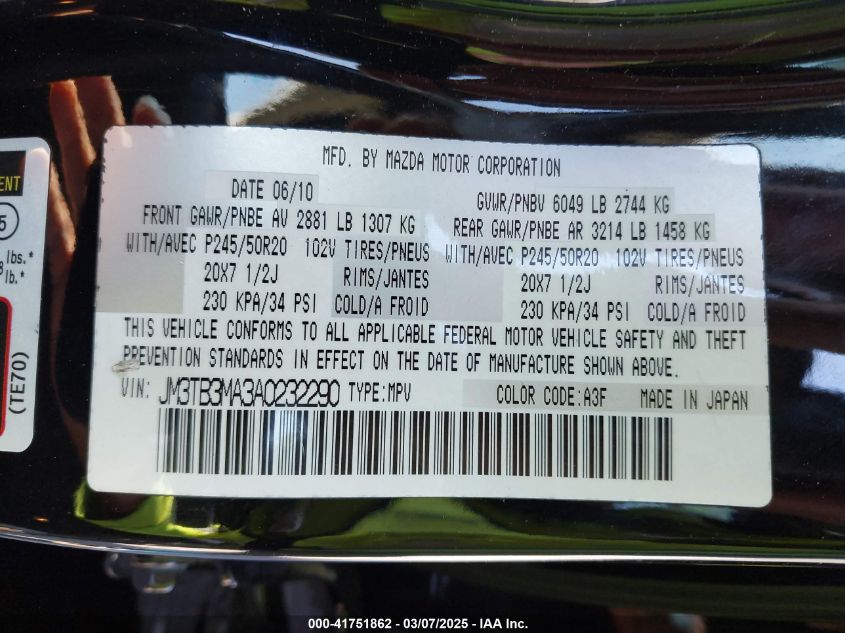 MFD. BY MAZDA MOTOR CORPORATION
DATE 06/10
GVWR/PNBV 6049 LB 2744 KG
FRONT GAWR/PNBE AV 2881 LB 1307 KG
REAR GAWR/PNBE AR 3214 LB 1458 KG
WITH/AVEC P245/50R20 102V TIRES/PNEUS
WITH/AVEC P245/50R20 102V TIRES/PNEUS
20X7 1/2J RIMS/JANTES
20X7 1/2J RIMS/JANTES
230 KPA/34 PSI COLD/A FROID
230 KPA/34 PSI COLD/A FROID
THIS VEHICLE CONFORMS TO ALL APPLICABLE FEDERAL MOTOR VEHICLE SAFETY AND THEFT
PREVENTION STANDARDS IN EFFECT ON THE DATE OF MANUFACTURE SHOWN ABOVE.
VIN: JM3TB3MA3A0232290 TYPE:MPV COLOR CODE:A3F MADE IN JAPAN
lbs.*
lb.*
(TE70)
000-41751862 - 03/07/2025 - IAA Inc.